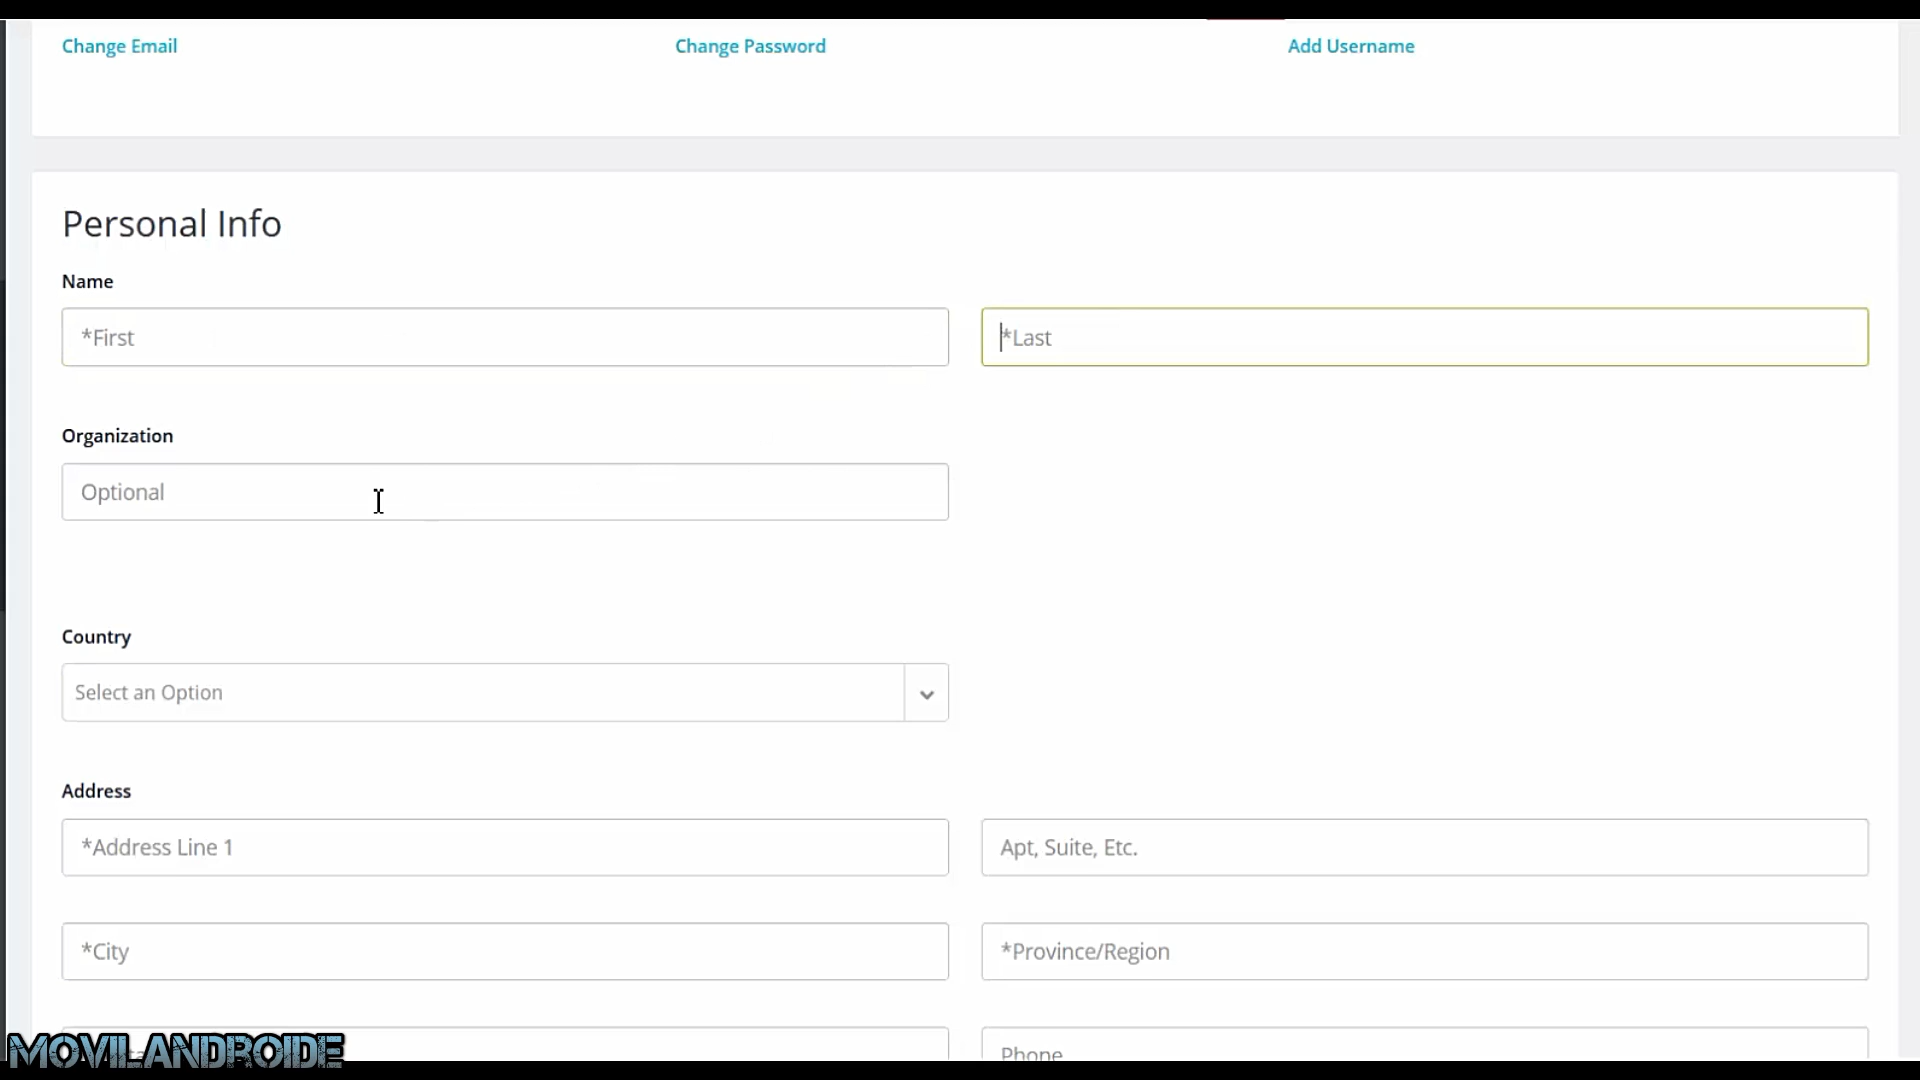 Change Email
Change Password
Add Username
Personal Info
Name
*First
*Last
Organization
Optional
Country
Select an Option
Address
*Address Line 1
Apt, Suite, Etc.
*City
*Province/Region
Phone
MOVILANDROIDE